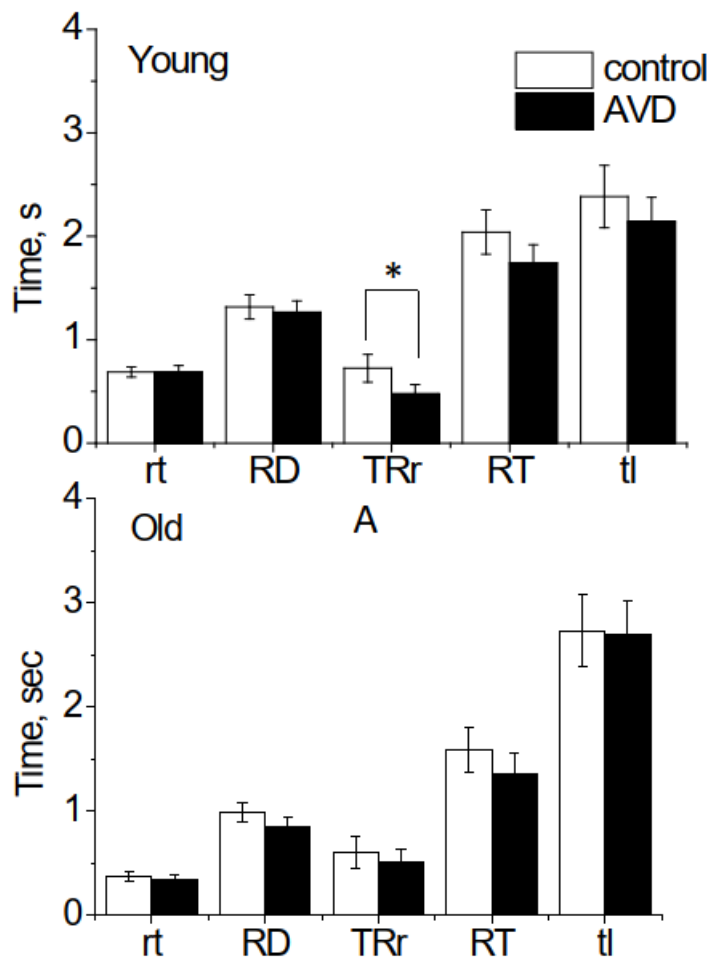 4
Young
control
AVD
3
Time, s
2
*
1
0
rt RD TRr RT tl
4
Old
A
3
Time, sec
2
1
0
rt RD TRr RT tl